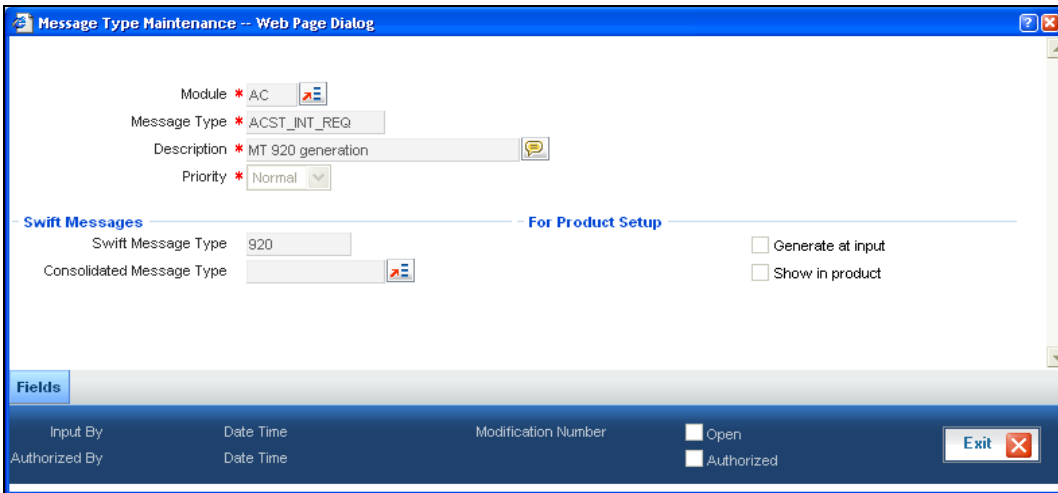 Message Type Maintenance -- Web Page Dialog
Module * AC
Message Type * ACST_INT_REQ
Description * MT 920 generation
Priority * Normal
Swift Messages For Product Setup
Swift Message Type 920 Generate at input
Consolidated Message Type Show in product
Fields
Input By Date Time Modification Number Open
Authorized By Date Time Authorized
Exit